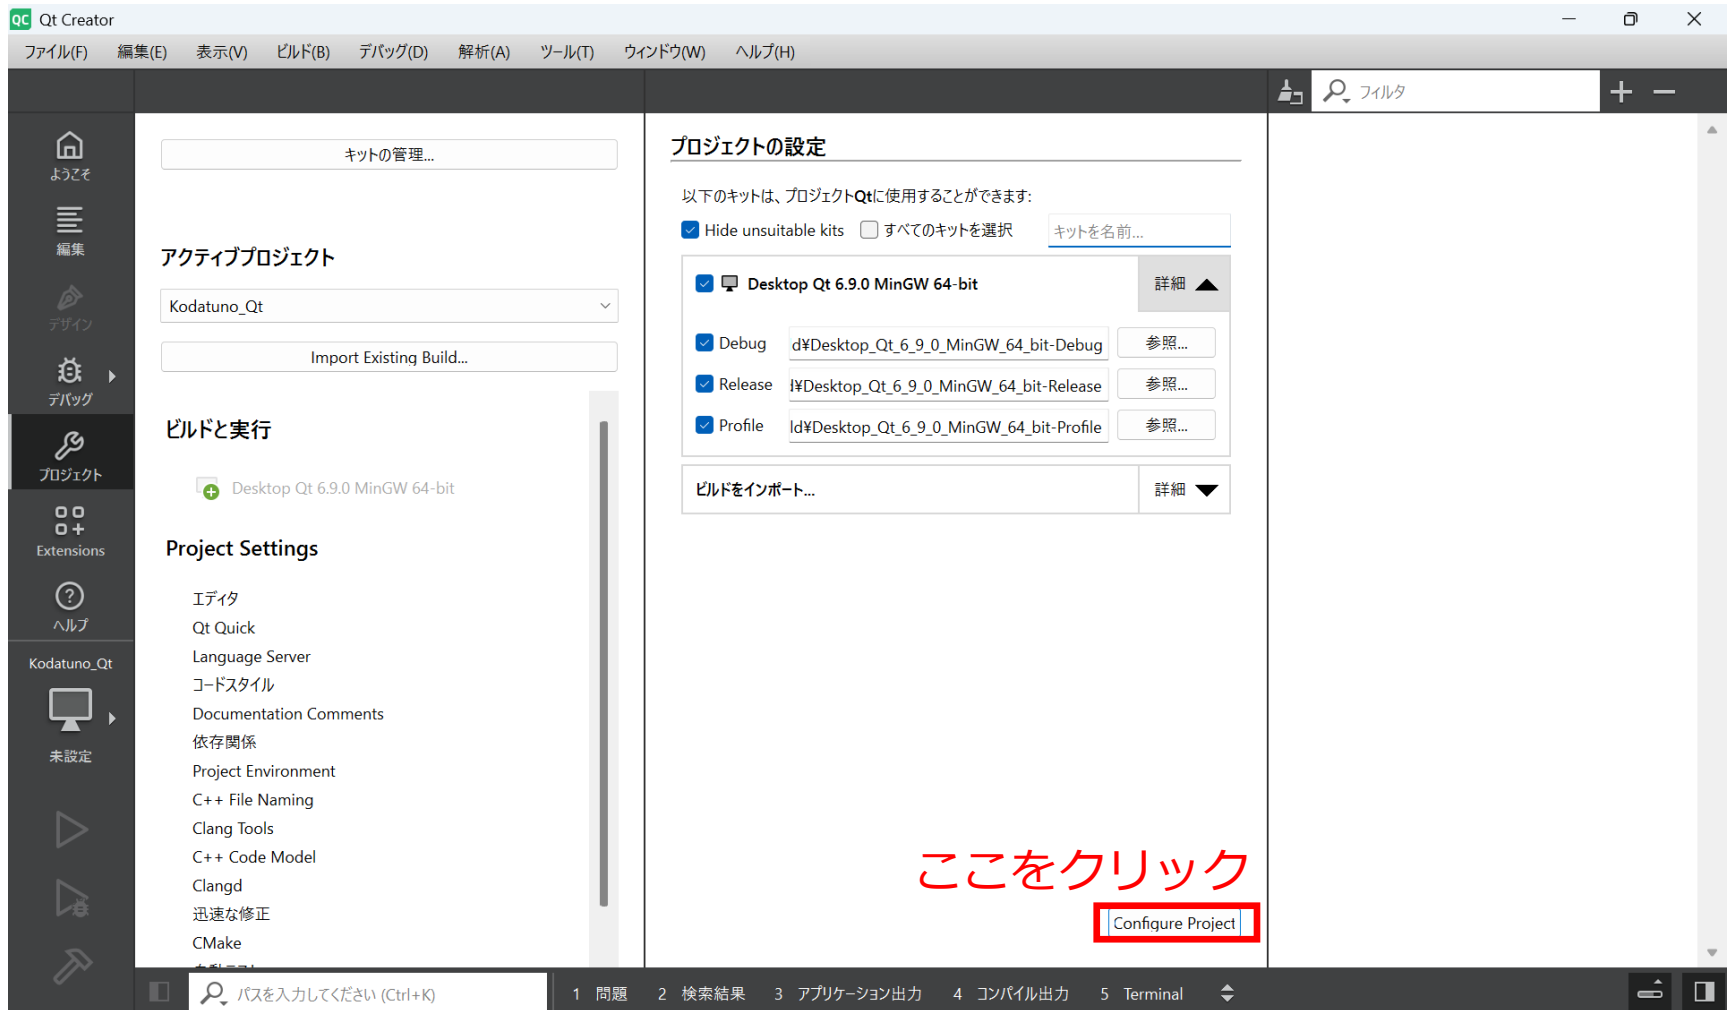 QC Qt Creator
ファイル(F) 編集(E) 表示(V) ビルド(B) デバッグ(D) 解析(A) ツール(T) ウィンドウ(W) ヘルプ(H)
フィルタ
ようこそ
編集
デザイン
デバッグ
プロジェクト
Extensions
ヘルプ
Kodatuno_Qt
未設定
キットの管理...
アクティブプロジェクト
Kodatuno_Qt
Import Existing Build...
ビルドと実行
Desktop Qt 6.9.0 MinGW 64-bit
Project Settings
エディタ
Qt Quick
Language Server
コードスタイル
Documentation Comments
依存関係
Project Environment
C++ File Naming
Clang Tools
C++ Code Model
Clangd
迅速な修正
CMake
プロジェクトの設定
以下のキットは、プロジェクトQtに使用することができます:
Hide unsuitable kits すべてのキットを選択 キットを名前...
Desktop Qt 6.9.0 MinGW 64-bit 詳細
Debug d¥Desktop_Qt_6_9_0_MinGW_64_bit-Debug 参照...
Release d¥Desktop_Qt_6_9_0_MinGW_64_bit-Release 参照...
Profile ld¥Desktop_Qt_6_9_0_MinGW_64_bit-Profile 参照...
ビルドをインポート... 詳細
ここをクリック
Configure Project
パスを入力してください (Ctrl+K) 1 問題 2 検索結果 3 アプリケーション出力 4 コンパイル出力 5 Terminal